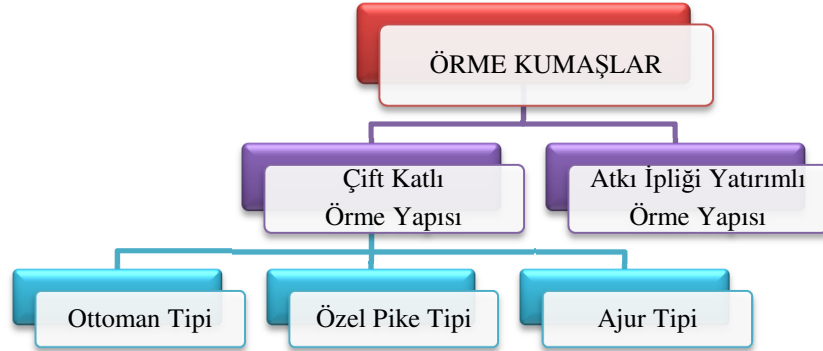 ÖRME KUMAŞLAR
Çift Katlı
Örme Yapısı
Atkı İpliği Yatırımlı
Örme Yapısı
Ottoman Tipi
Özel Pike Tipi
Ajur Tipi